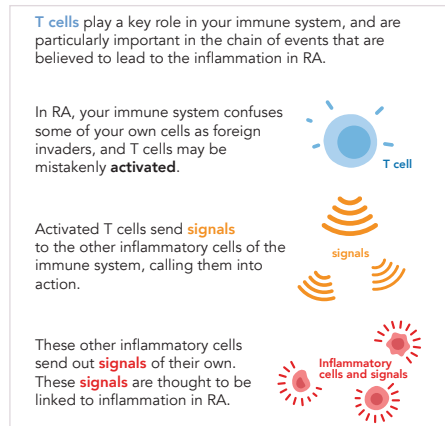 T cells play a key role in your immune system, and are
particularly important in the chain of events that are
believed to lead to the inflammation in RA.
In RA, your immune system confuses
some of your own cells as foreign
invaders, and T cells may be
mistakenly activated.
T cell
Activated T cells send signals
to the other inflammatory cells of the
immune system, calling them into
action.
signals
These other inflammatory cells
send out signals of their own.
These signals are thought to be
linked to inflammation in RA.
Inflammatory
cells and signals